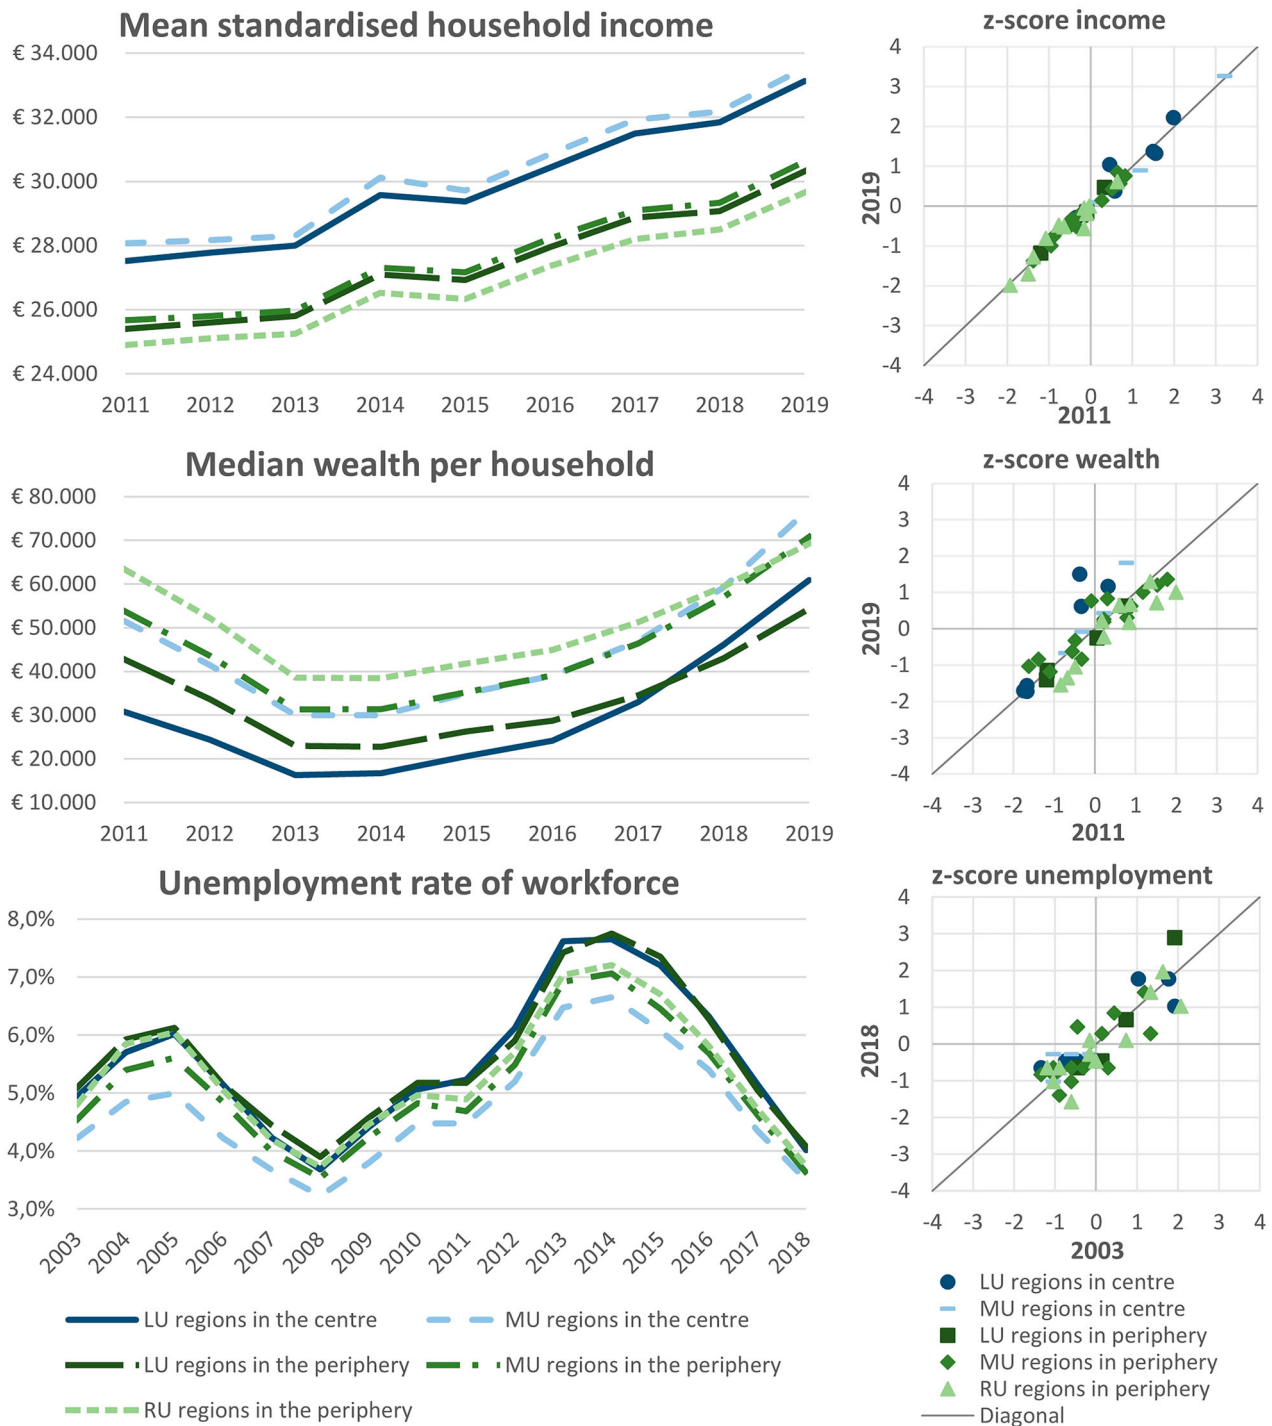 Mean standardised household income
€ 34.000
€ 32.000
€ 30.000
€ 28.000
€ 26.000
€ 24.000
2011 2012 2013 2014 2015 2016 2017 2018 2019
z-score income
4
3
2
1
0
-1
-2
-3
-4
2019
-4 -3 -2 -1 0 1 2 3 4
2011
Median wealth per household
€ 80.000
€ 70.000
€ 60.000
€ 50.000
€ 40.000
€ 30.000
€ 20.000
€ 10.000
2011 2012 2013 2014 2015 2016 2017 2018 2019
z-score wealth
4
3
2
1
0
-1
-2
-3
-4
2019
-4 -3 -2 -1 0 1 2 3 4
2011
Unemployment rate of workforce
8,0%
7,0%
6,0%
5,0%
4,0%
3,0%
2003 2004 2005 2006 2007 2008 2009 2010 2011 2012 2013 2014 2015 2016 2017 2018
z-score unemployment
4
3
2
1
0
-1
-2
-3
-4
2018
-4 -3 -2 -1 0 1 2 3 4
2003
LU regions in the centre
MU regions in the centre
LU regions in the periphery
MU regions in the periphery
RU regions in the periphery
LU regions in centre
MU regions in centre
LU regions in periphery
MU regions in periphery
RU regions in periphery
Diagonal